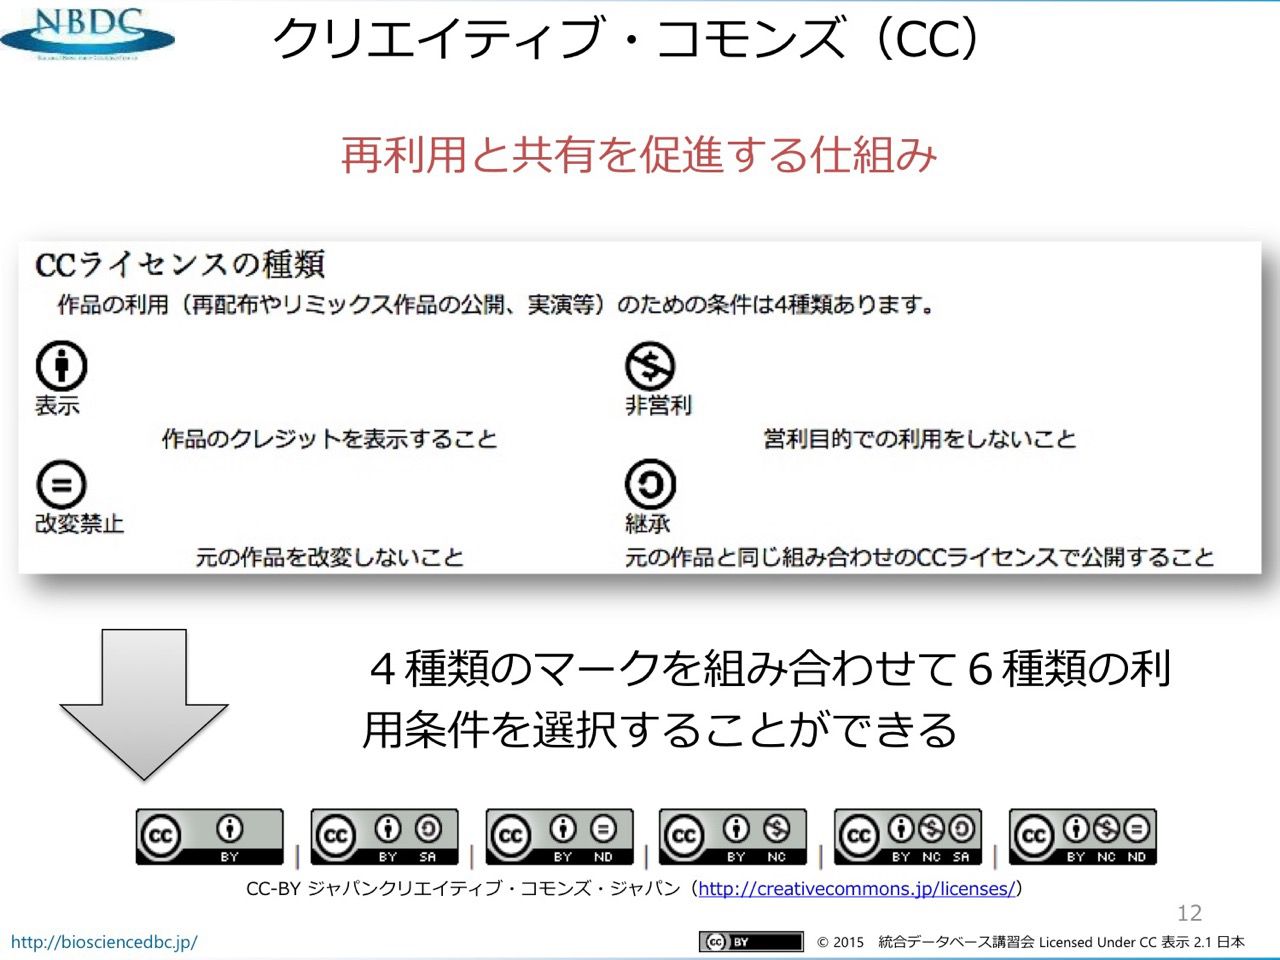 NBDC
クリエイティブ・コモンズ（CC）
再利用と共有を促進する仕組み
CCライセンスの種類
作品の利用（再配布やリミックス作品の公開、実演等）のための条件は4種類あります。
表示
作品のクレジットを表示すること
非営利
営利目的での利用をしないこと
改変禁止
元の作品を改変しないこと
継承
元の作品と同じ組み合わせのCCライセンスで公開すること
４種類のマークを組み合わせて６種類の利
用条件を選択することができる
cc BY | cc BY SA | cc BY ND | cc BY NC | cc BY NC SA | cc BY NC ND
CC-BY ジャパンクリエイティブ・コモンズ・ジャパン（http://creativecommons.jp/licenses/）
12
http://biosciencedbc.jp/
cc BY © 2015 統合データベース講習会 Licensed Under CC 表示 2.1 日本